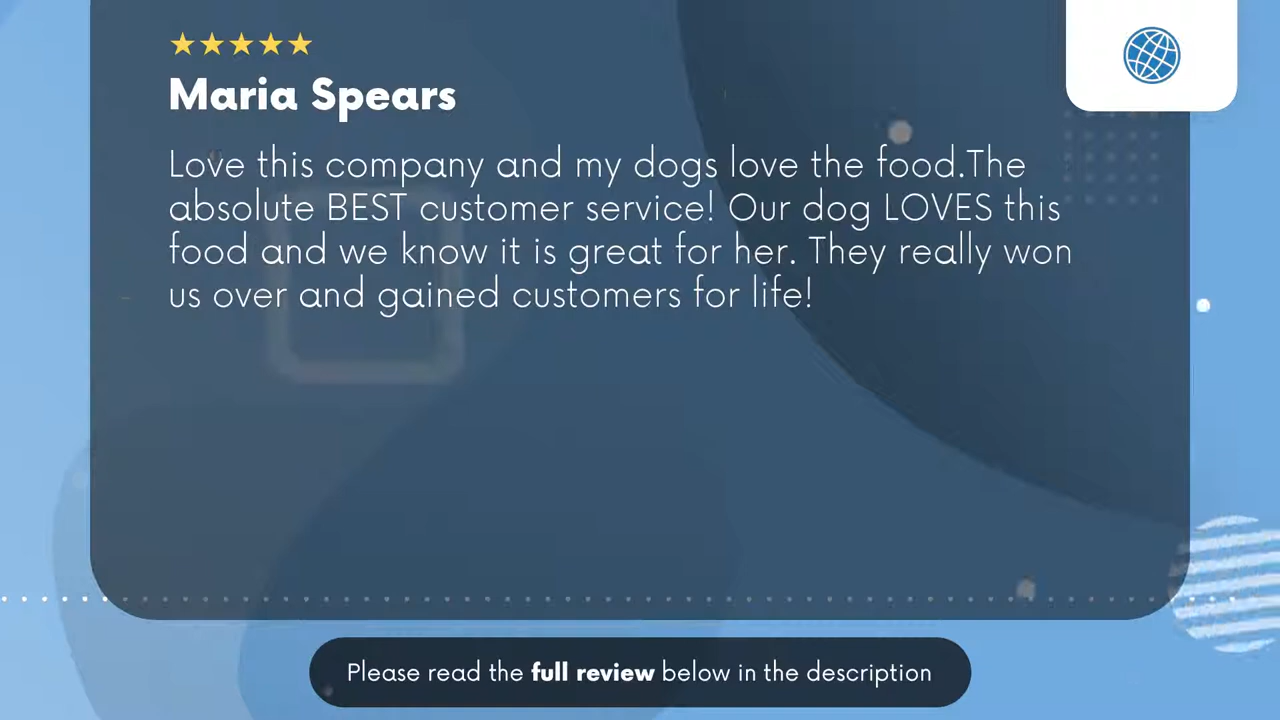 Maria Spears
Love this company and my dogs love the food.The
absolute BEST customer service! Our dog LOVES this
food and we know it is great for her. They really won
us over and gained customers for life!
Please read the full review below in the description